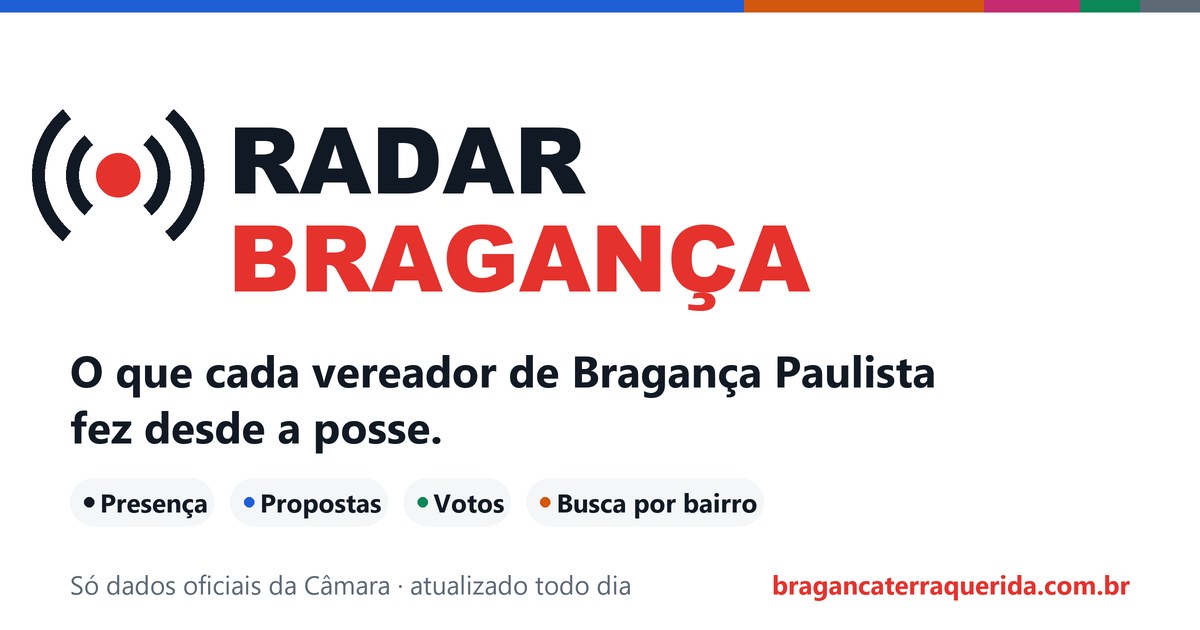 RADAR
BRAGANÇA
O que cada vereador de Bragança Paulista
fez desde a posse.
Presença
Propostas
Votos
Busca por bairro
Só dados oficiais da Câmara · atualizado todo dia
bragancaterraquerida.com.br